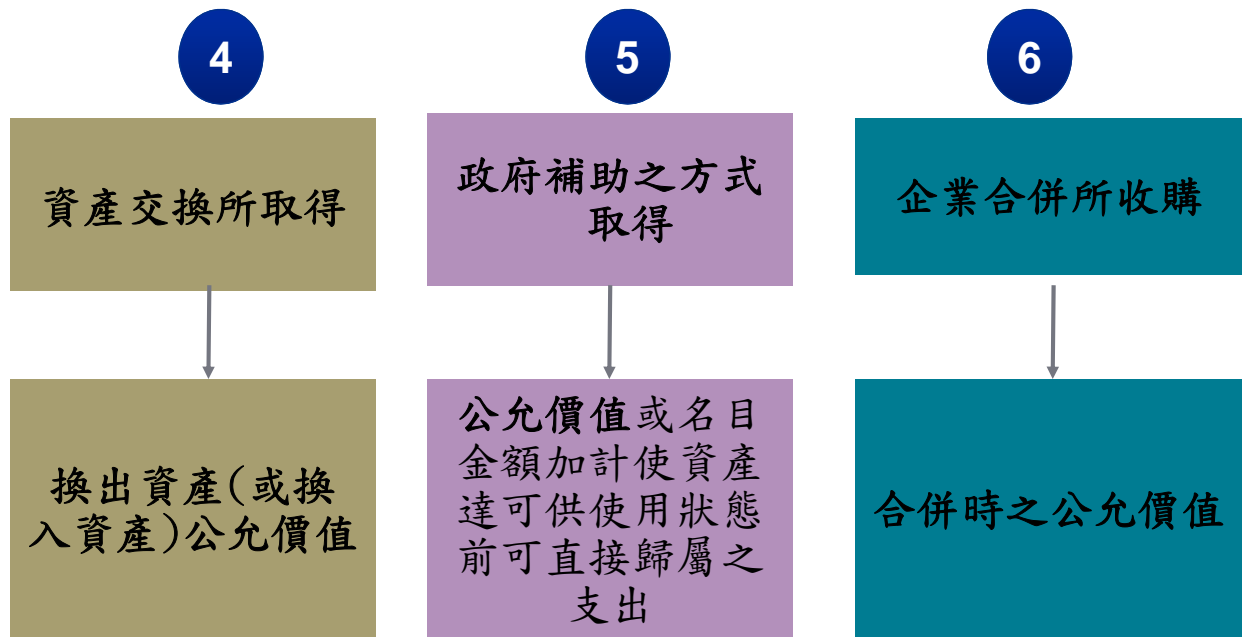 4
5
6
資產交換所取得
政府補助之方式
取得
企業合併所收購
換出資產(或換
入資產)公允價值
公允價值或名目
金額加計使資產
達可供使用狀態
前可直接歸屬之
支出
合併時之公允價值